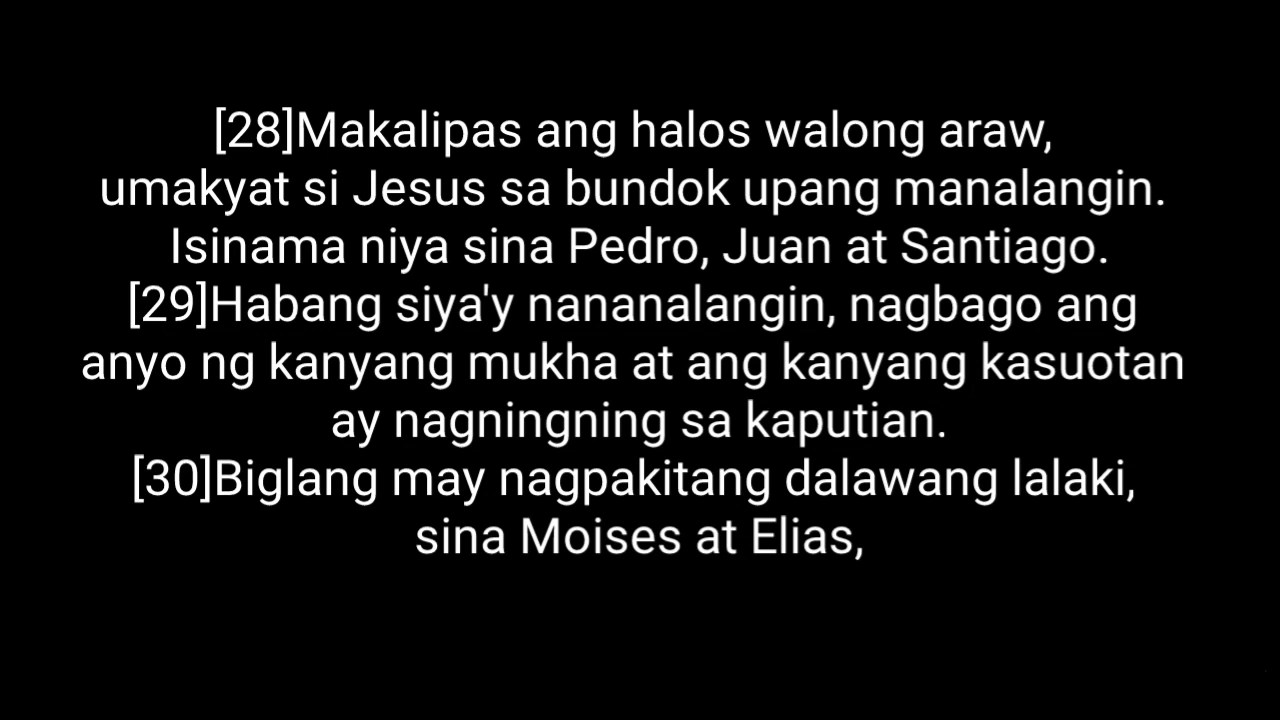 [28]Makalipas ang halos walong araw,
umakyat si Jesus sa bundok upang manalangin.
Isinama niya sina Pedro, Juan at Santiago.
[29]Habang siya'y nananalangin, nagbago ang
anyo ng kanyang mukha at ang kanyang kasuotan
ay nagningning sa kaputian.
[30]Biglang may nagpakitang dalawang lalaki,
sina Moises at Elias,